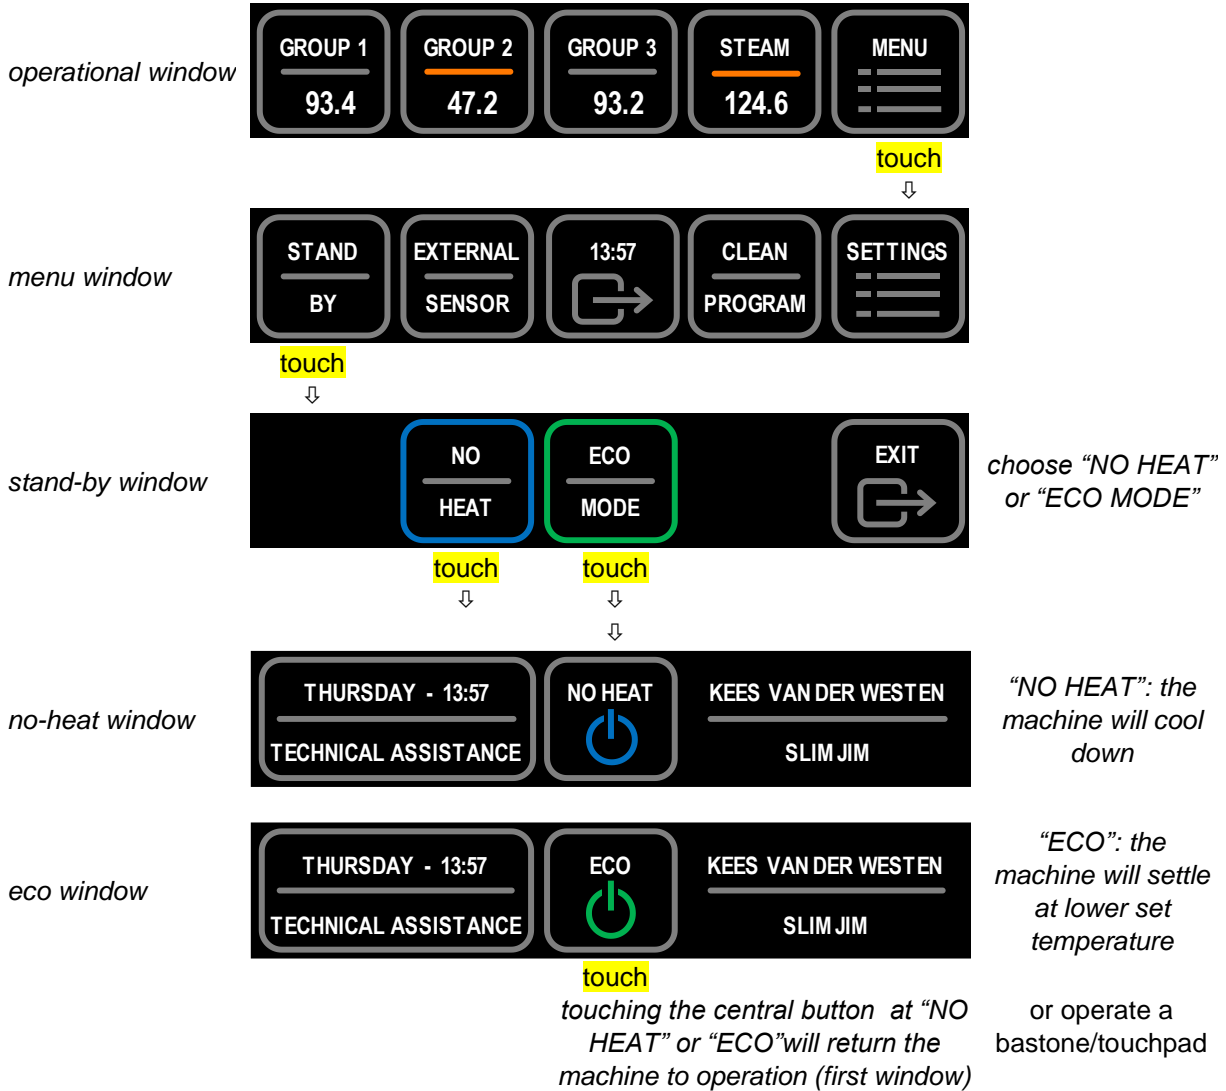 operational window
GROUP 1 GROUP 2 GROUP 3 STEAM MENU
93.4 47.2 93.2 124.6
touch
⇩
menu window
STAND EXTERNAL 13:57 CLEAN SETTINGS
BY SENSOR PROGRAM
touch
⇩
stand-by window
NO ECO EXIT
HEAT MODE
choose “NO HEAT”
or “ECO MODE”
touch touch
⇩ ⇩
⇩
no-heat window
THURSDAY - 13:57 NO HEAT KEES VAN DER WESTEN
TECHNICAL ASSISTANCE SLIM JIM
“NO HEAT”: the
machine will cool
down
eco window
THURSDAY - 13:57 ECO KEES VAN DER WESTEN
TECHNICAL ASSISTANCE SLIM JIM
“ECO”: the
machine will settle
at lower set
temperature
touch
touching the central button at “NO
HEAT” or “ECO”will return the
machine to operation (first window)
or operate a
bastone/touchpad